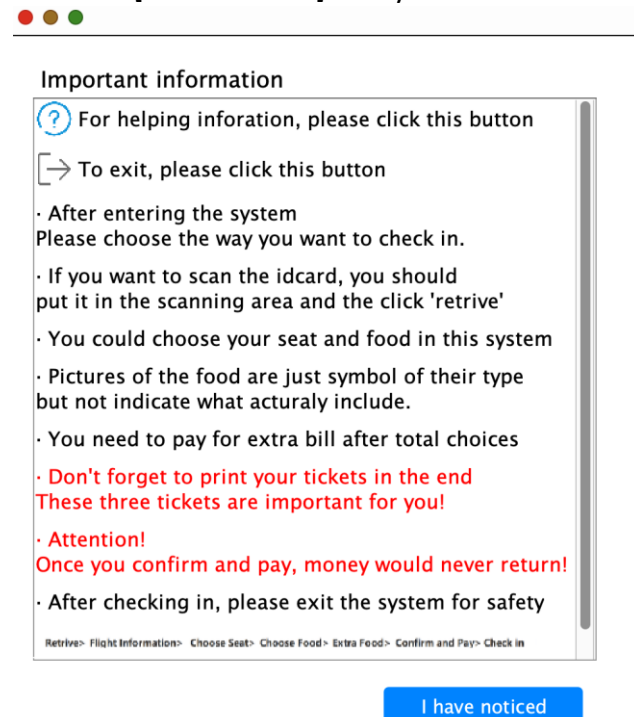 Important information
? For helping inforation, please click this button
To exit, please click this button
· After entering the system
Please choose the way you want to check in.
· If you want to scan the idcard, you should
put it in the scanning area and the click 'retrive'
· You could choose your seat and food in this system
· Pictures of the food are just symbol of their type
but not indicate what acturaly include.
· You need to pay for extra bill after total choices
· Don't forget to print your tickets in the end
These three tickets are important for you!
· Attention!
Once you confirm and pay, money would never return!
· After checking in, please exit the system for safety
Retrive> Flight Information> Choose Seat> Choose Food> Extra Food> Confirm and Pay> Check in
I have noticed